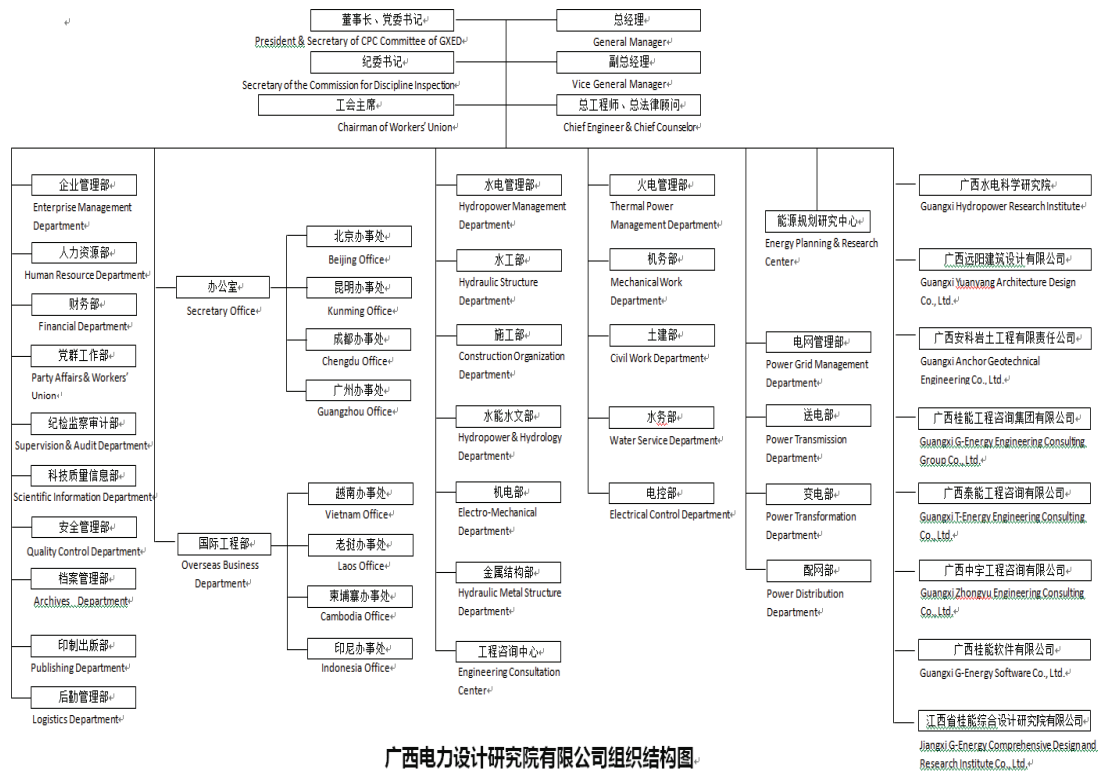 董事长、党委书记
President & Secretary of CPC Committee of GXED
总经理
General Manager
纪委书记
Secretary of the Commission for Discipline Inspection
副总经理
Vice General Manager
工会主席
Chairman of Workers' Union
总工程师、总法律顾问
Chief Engineer & Chief Counselor
企业管理部
Enterprise Management
Department
人力资源部
Human Resource Department
财务部
Financial Department
党群工作部
Party Affairs & Workers'
Union
纪检监察审计部
Supervision & Audit Department
科技质量信息部
Scientific Information Department
安全管理部
Quality Control Department
档案管理部
Archives Department
印制出版部
Publishing Department
后勤管理部
Logistics Department
办公室
Secretary Office
北京办事处
Beijing Office
昆明办事处
Kunming Office
成都办事处
Chengdu Office
广州办事处
Guangzhou Office
国际工程部
Overseas Business
Department
越南办事处
Vietnam Office
老挝办事处
Laos Office
柬埔寨办事处
Cambodia Office
印尼办事处
Indonesia Office
水电管理部
Hydropower Management
Department
水工部
Hydraulic Structure
Department
施工部
Construction Organization
Department
水能水文部
Hydropower & Hydrology
Department
机电部
Electro-Mechanical
Department
金属结构部
Hydraulic Metal Structure
Department
工程咨询中心
Engineering Consultation
Center
火电管理部
Thermal Power
Management Department
机务部
Mechanical Work
Department
土建部
Civil Work Department
水务部
Water Service Department
电控部
Electrical Control Department
能源规划研究中心
Energy Planning & Research
Center
电网管理部
Power Grid Management
Department
送电部
Power Transmission
Department
变电部
Power Transformation
Department
配网部
Power Distribution
Department
广西水电科学研究院
Guangxi Hydropower Research Institute
广西远阳建筑设计有限公司
Guangxi Yuanyang Architecture Design
Co., Ltd.
广西安科岩土工程有限责任公司
Guangxi Anchor Geotechnical
Engineering Co., Ltd.
广西桂能工程咨询集团有限公司
Guangxi G-Energy Engineering Consulting
Group Co., Ltd.
广西泰能工程咨询有限公司
Guangxi T-Energy Engineering Consulting
Co., Ltd.
广西中宇工程咨询有限公司
Guangxi Zhongyu Engineering Consulting
Co., Ltd.
广西桂能软件有限公司
Guangxi G-Energy Software Co., Ltd.
江西省桂能综合设计研究院有限公司
Jiangxi G-Energy Comprehensive Design and
Research Institute Co., Ltd.
广西电力设计研究院有限公司组织结构图